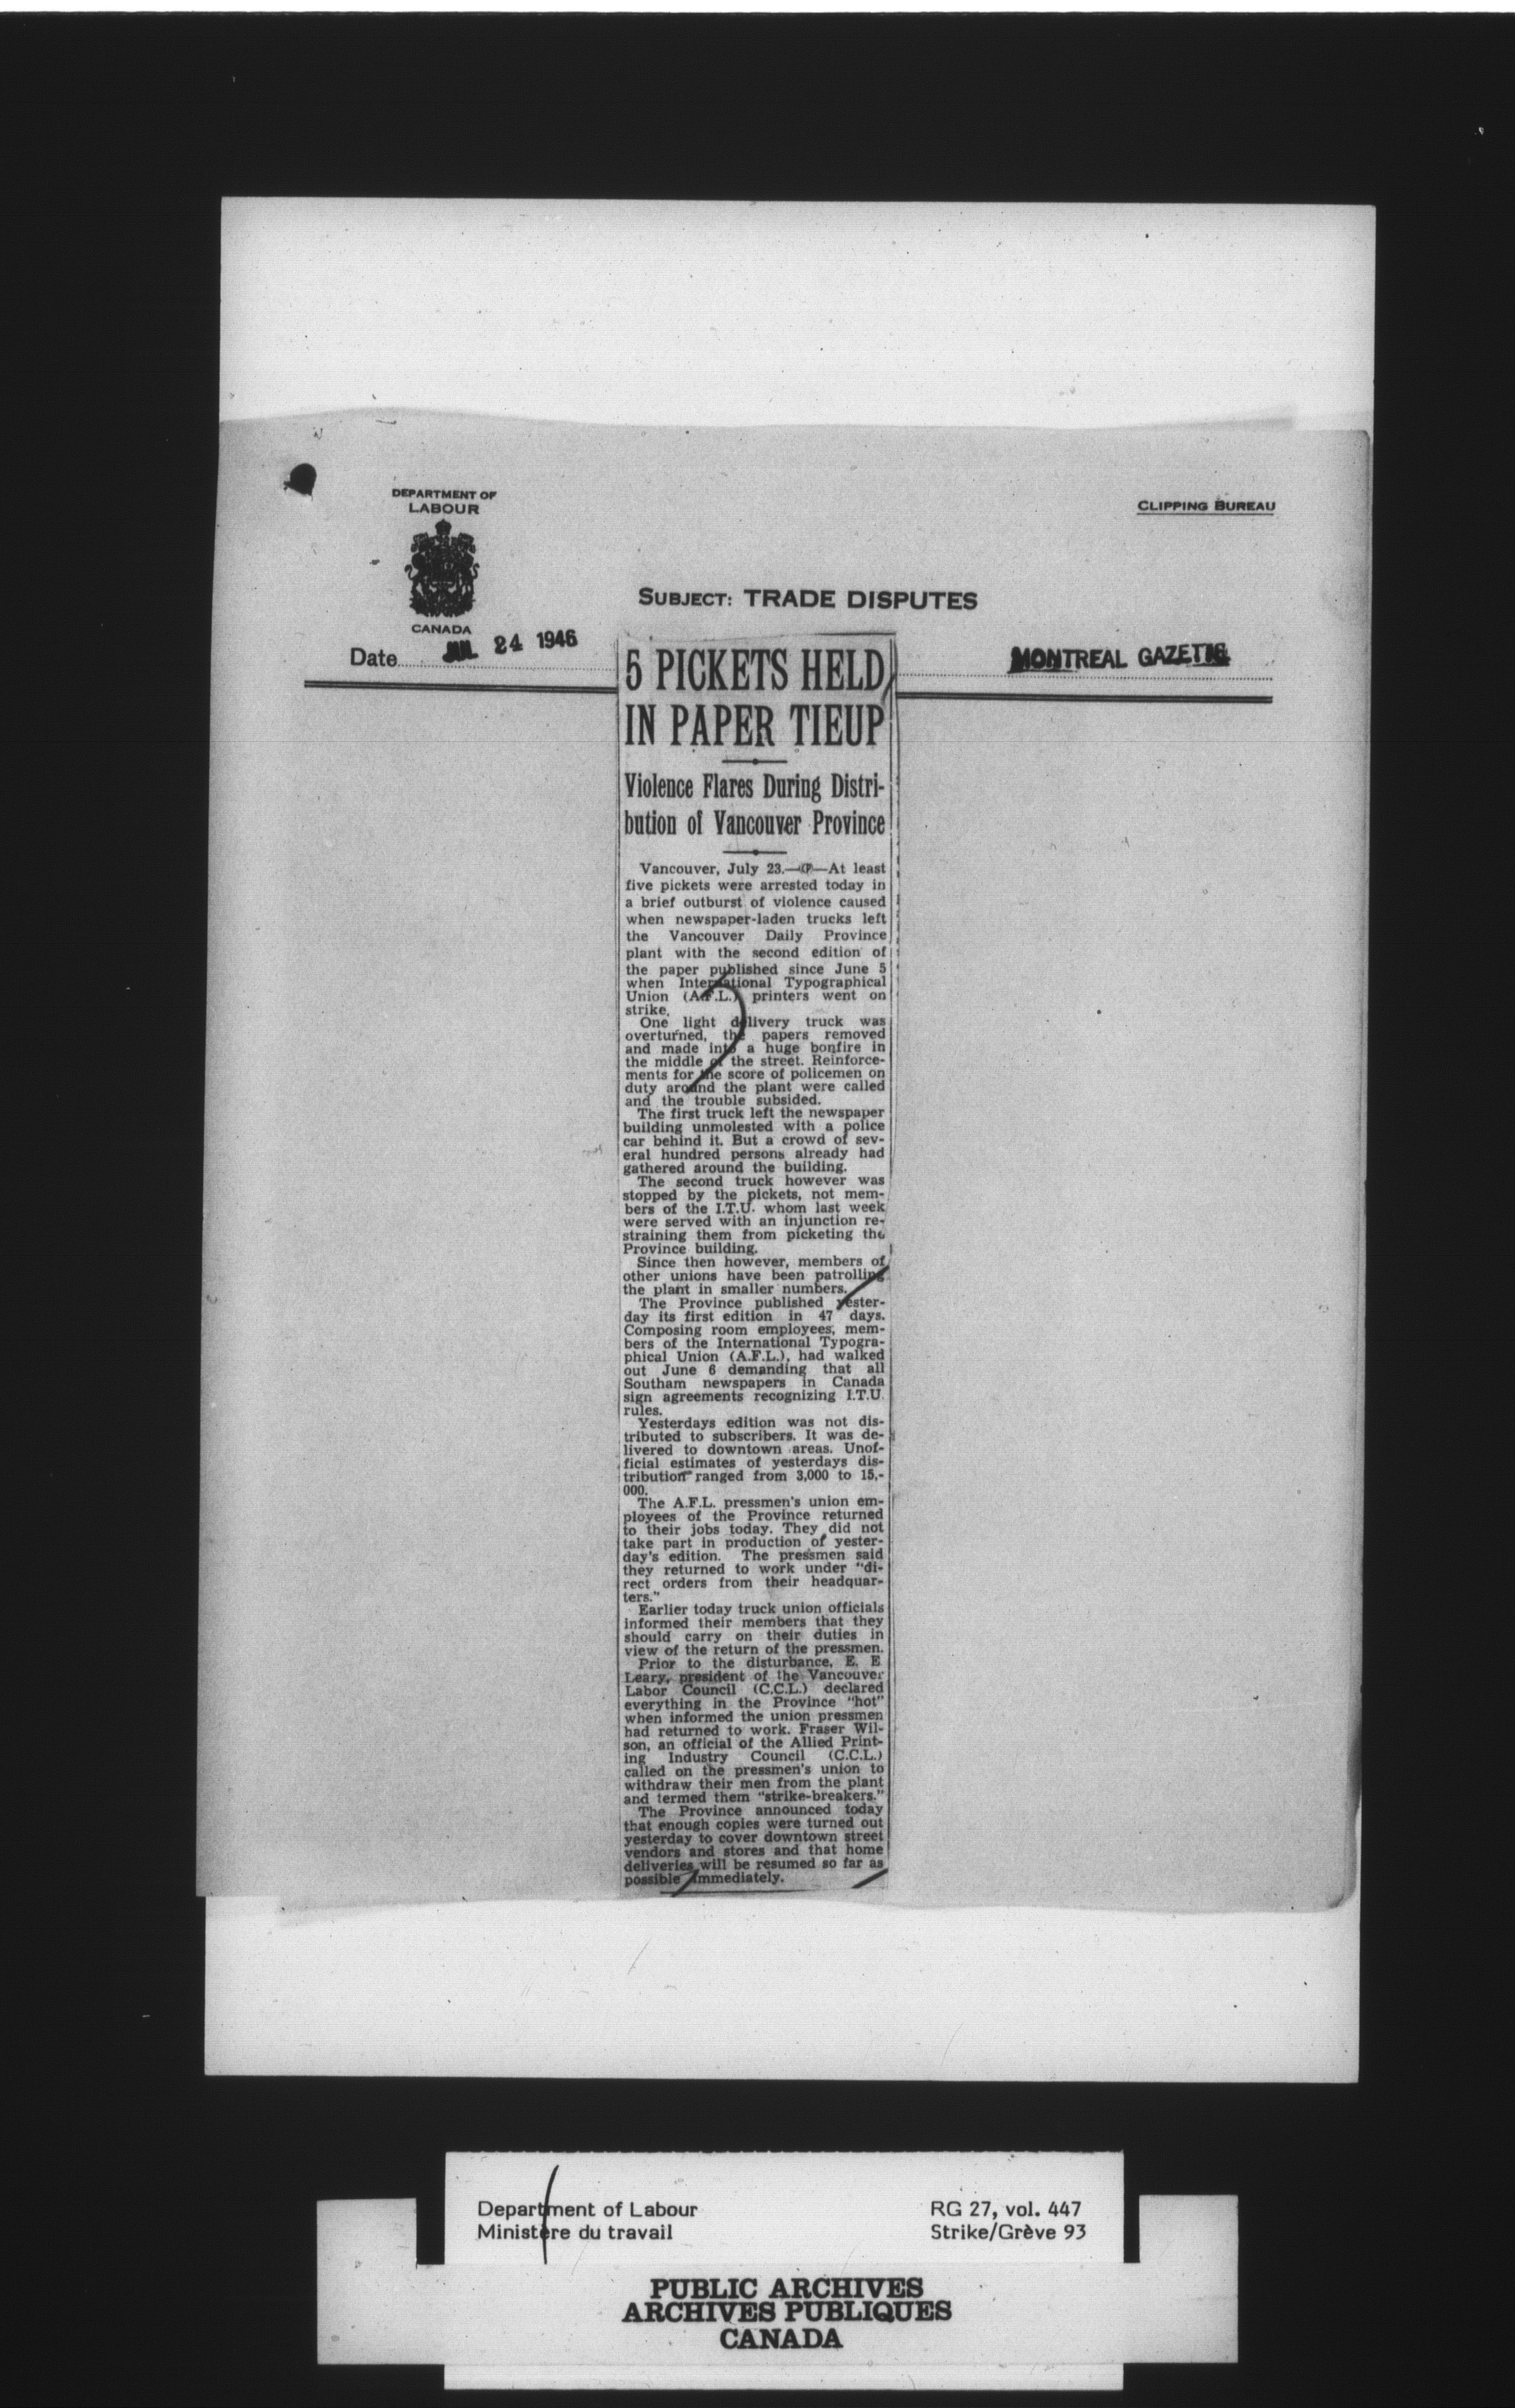 DEPARTMENT OF
LABOUR
CANADA
CLIPPING BUREAU
SUBJECT: TRADE DISPUTES
Date JUL 24 1946
MONTREAL GAZETTE
5 PICKETS HELD
IN PAPER TIEUP
Violence Flares During Distri-
bution of Vancouver Province
Vancouver, July 23.—CP—At least
five pickets were arrested today in
a brief outburst of violence caused
when newspaper-laden trucks left
the Vancouver Daily Province
plant with the second edition of
the paper published since June 5
when International Typographical
Union (A.F.L.) printers went on
strike.
One light delivery truck was
overturned, the papers removed
and made into a huge bonfire in
the middle of the street. Reinforce-
ments for the score of policemen on
duty around the plant were called
and the trouble subsided.
The first truck left the newspaper
building unmolested with a police
car behind it. But a crowd of sev-
eral hundred persons already had
gathered around the building.
The second truck however was
stopped by the pickets, not mem-
bers of the I.T.U. whom last week
were served with an injunction re-
straining them from picketing the
Province building.
Since then however, members of
other unions have been patrolling
the plant in smaller numbers.
The Province published yester-
day its first edition in 47 days.
Composing room employees, mem-
bers of the International Typogra-
phical Union (A.F.L.), had walked
out June 6 demanding that all
Southam newspapers in Canada
sign agreements recognizing I.T.U.
rules.
Yesterdays edition was not dis-
tributed to subscribers. It was de-
livered to downtown areas. Unof-
ficial estimates of yesterdays dis-
tribution ranged from 3,000 to 15,-
000.
The A.F.L. pressmen's union em-
ployees of the Province returned
to their jobs today. They did not
take part in production of yester-
day's edition. The pressmen said
they returned to work under "di-
rect orders from their headquar-
ters."
Earlier today truck union officials
informed their members that they
should carry on their duties in
view of the return of the pressmen.
Prior to the disturbance, E. E
Leary, president of the Vancouver
Labor Council (C.C.L.) declared
everything in the Province "hot"
when informed the union pressmen
had returned to work. Fraser Wil-
son, an official of the Allied Print-
ing Industry Council (C.C.L.)
called on the pressmen's union to
withdraw their men from the plant
and termed them "strike-breakers."
The Province announced today
that enough copies were turned out
yesterday to cover downtown street
vendors and stores and that home
deliveries will be resumed so far as
possible immediately.
Department of Labour
Ministère du travail
RG 27, vol. 447
Strike/Grève 93
PUBLIC ARCHIVES
ARCHIVES PUBLIQUES
CANADA